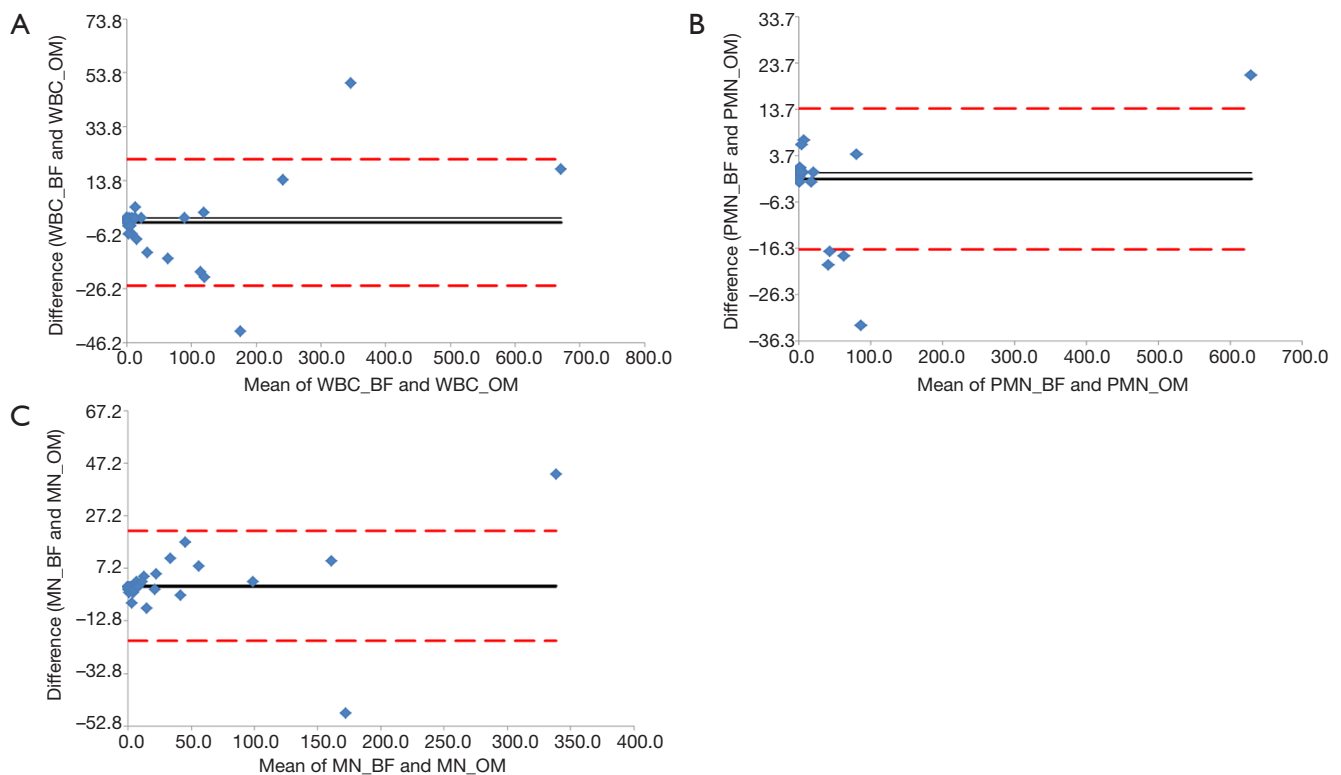 A
Difference (WBC_BF and WBC_OM)
73.8
53.8
33.8
13.8
−6.2
−26.2
−46.2
0.0 100.0 200.0 300.0 400.0 500.0 600.0 700.0 800.0
Mean of WBC_BF and WBC_OM
B
Difference (PMN_BF and PMN_OM)
33.7
23.7
13.7
3.7
−6.3
−16.3
−26.3
−36.3
0.0 100.0 200.0 300.0 400.0 500.0 600.0 700.0
Mean of PMN_BF and PMN_OM
C
Difference (MN_BF and MN_OM)
67.2
47.2
27.2
7.2
−12.8
−32.8
−52.8
0.0 50.0 100.0 150.0 200.0 250.0 300.0 350.0 400.0
Mean of MN_BF and MN_OM